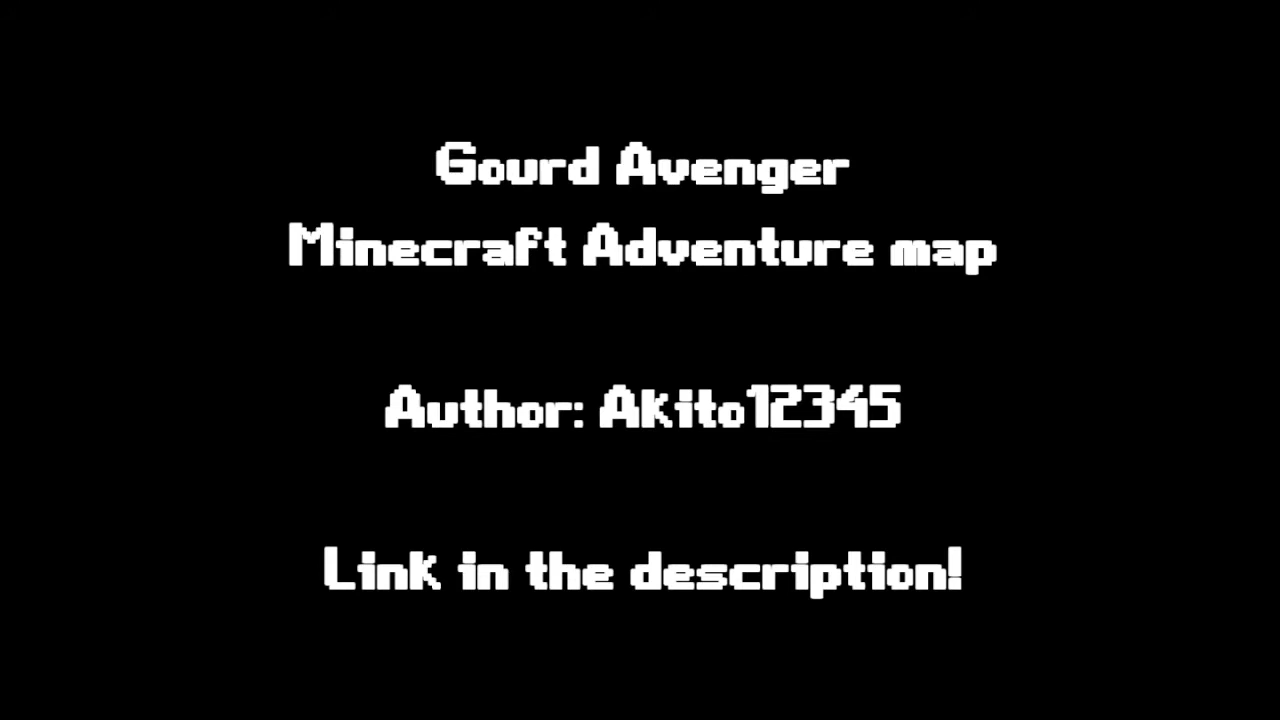 Gourd Avenger
Minecraft Adventure map
Author: Akito12345
Link in the description!